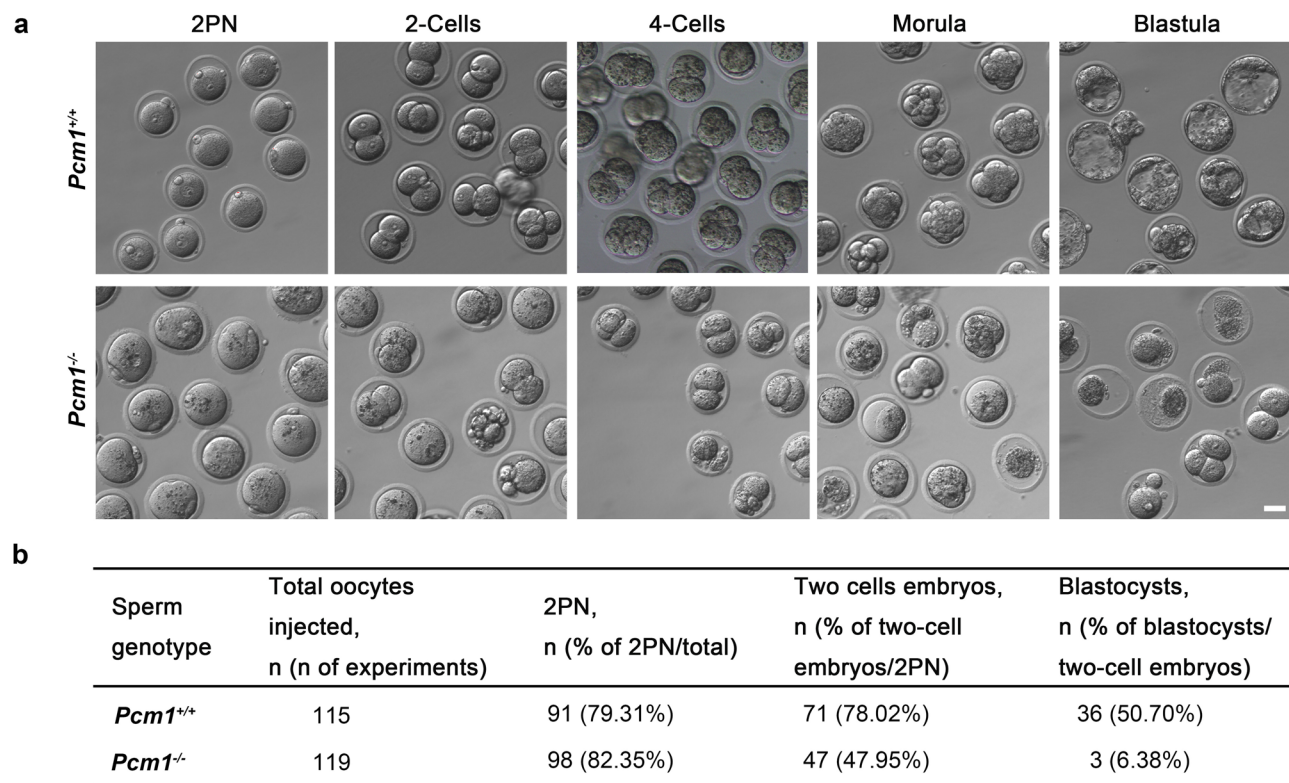 a
2PN 2-Cells 4-Cells Morula Blastula
Pcm1+/+
Pcm1-/-
b
Sperm genotype
Total oocytes injected, n (n of experiments)
2PN, n (% of 2PN/total)
Two cells embryos, n (% of two-cell embryos/2PN)
Blastocysts, n (% of blastocysts/ two-cell embryos)
Pcm1+/+ 115 91 (79.31%) 71 (78.02%) 36 (50.70%)
Pcm1-/- 119 98 (82.35%) 47 (47.95%) 3 (6.38%)